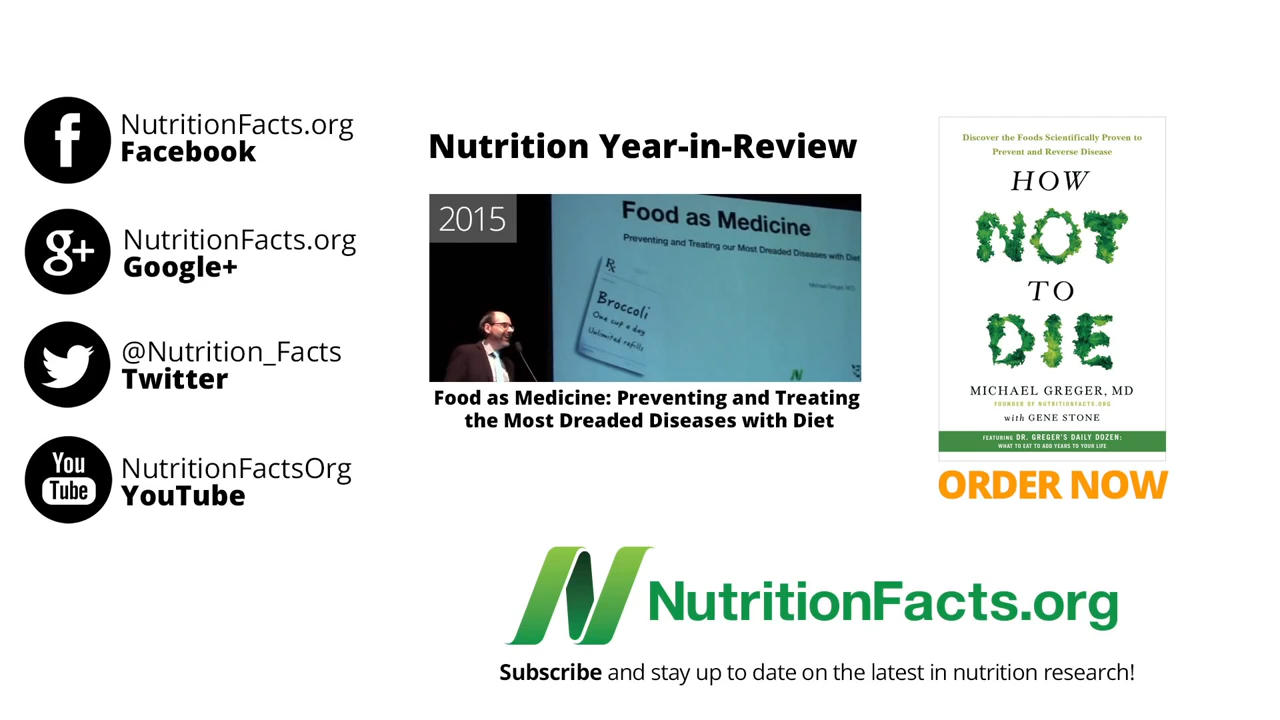 NutritionFacts.org
Facebook
g+
NutritionFacts.org
Google+
@Nutrition_Facts
Twitter
You
Tube
NutritionFactsOrg
YouTube
Nutrition Year-in-Review
2015
Food as Medicine
Preventing and Treating our Most Dreaded Diseases with Diet
Michael Greger, MD
Rx
Broccoli
One cup a day
Unlimited refills
Food as Medicine: Preventing and Treating
the Most Dreaded Diseases with Diet
Discover the Foods Scientifically Proven to
Prevent and Reverse Disease
HOW
NOT
TO
DIE
MICHAEL GREGER, MD
FOUNDER OF NUTRITIONFACTS.ORG
with GENE STONE
FEATURING DR. GREGER'S DAILY DOZEN:
WHAT TO EAT TO ADD YEARS TO YOUR LIFE
ORDER NOW
NutritionFacts.org
Subscribe and stay up to date on the latest in nutrition research!